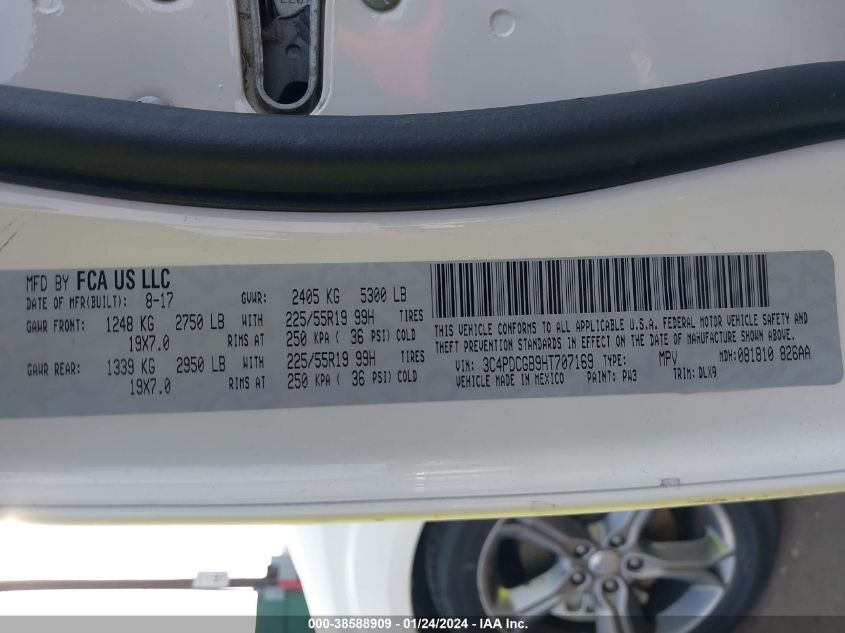 MFD BY FCA US LLC
DATE OF MFR(BUILT): 8-17 GVWR: 2405 KG 5300 LB
GAWR FRONT: 1248 KG 2750 LB WITH 225/55R19 99H TIRES
19X7.0 RIMS AT 250 KPA ( 36 PSI) COLD
GAWR REAR: 1339 KG 2950 LB WITH 225/55R19 99H TIRES
19X7.0 RIMS AT 250 KPA ( 36 PSI) COLD
THIS VEHICLE CONFORMS TO ALL APPLICABLE U.S.A. FEDERAL MOTOR VEHICLE SAFETY AND
THEFT PREVENTION STANDARDS IN EFFECT ON THE DATE OF MANUFACTURE SHOWN ABOVE.
VIN: 3C4PDCGB9HT707169 TYPE: MPV MDH:081810 826AA
VEHICLE MADE IN MEXICO PAINT: PW3 TRIM: DLX9
000-38588909 - 01/24/2024 - IAA Inc.